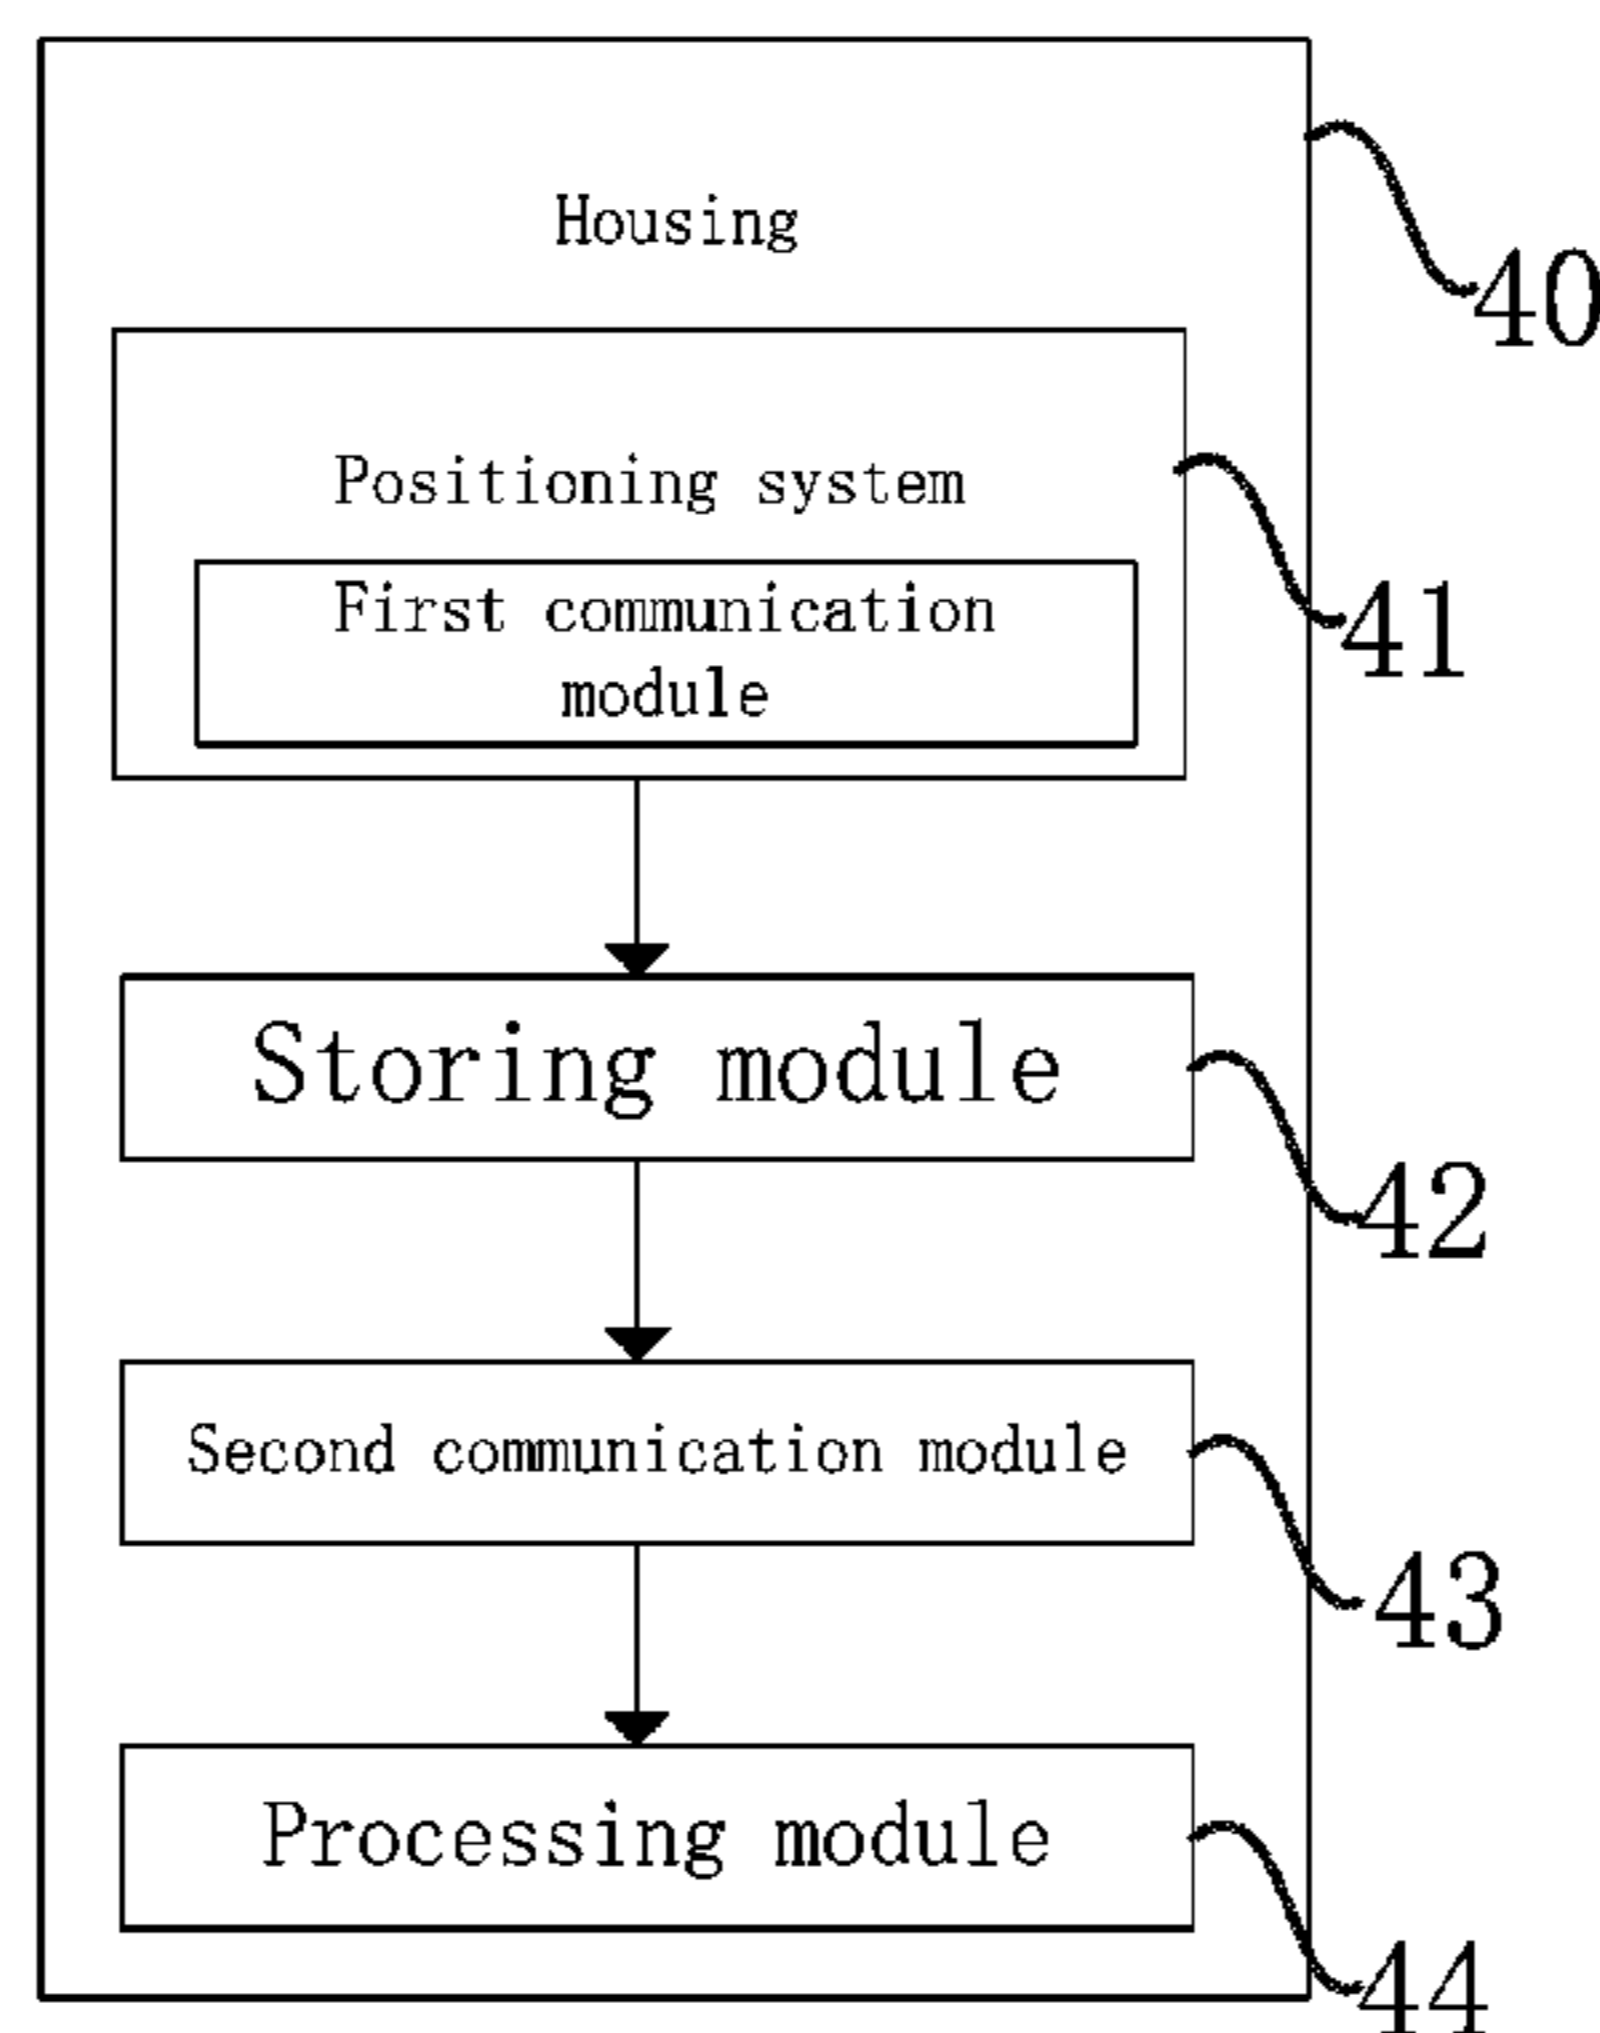 Housing
40
Positioning system
First communication
module
41
Storing module
42
Second communication module
43
Processing module
44